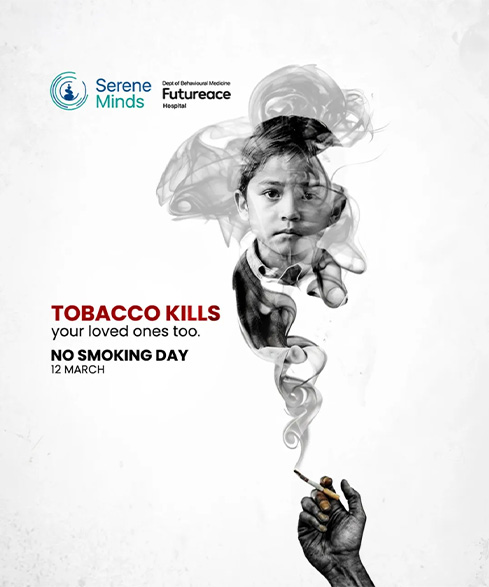 Serene
Minds
Dept of Behavioural Medicine
Futureace
Hospital
TOBACCO KILLS
your loved ones too.
NO SMOKING DAY
12 MARCH